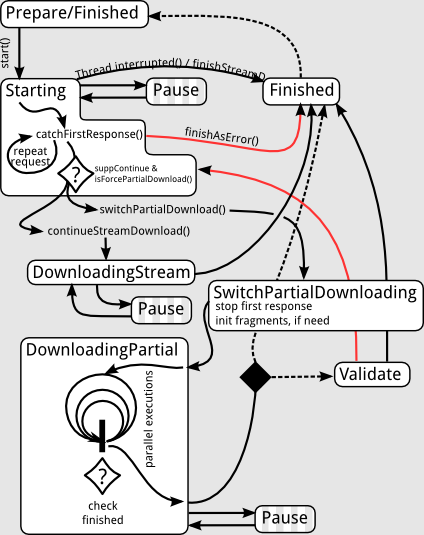 Prepare/Finished
start()
Thread interrupted() / finishStream()
Starting
Pause
Finished
catchFirstResponse()
finishAsError()
repeat
request
?
suppContinue &
isForcePartialDownload()
switchPartialDownload()
continueStreamDownload()
DownloadingStream
Pause
SwitchPartialDownloading
stop first response
init fragments, if need
DownloadingPartial
parallel executions
Validate
?
check
finished
Pause